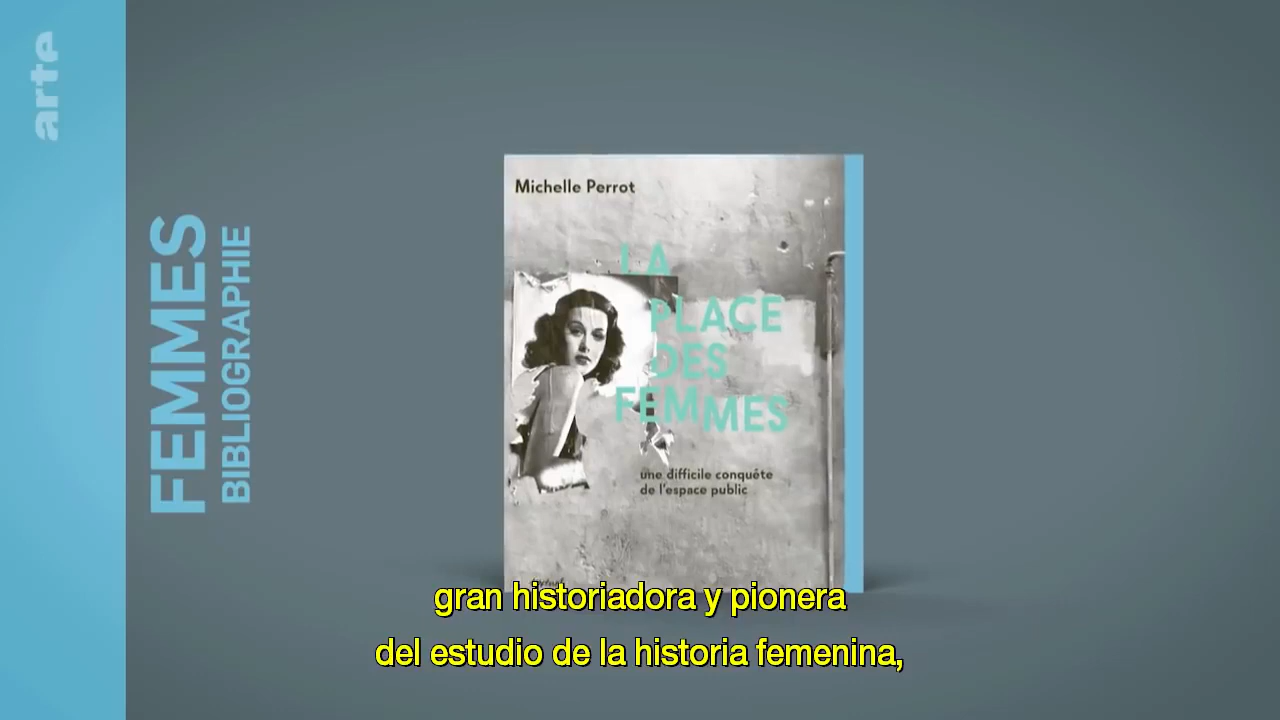 arte
FEMMES
BIBLIOGRAPHIE
Michelle Perrot
LA
PLACE
DES
FEMMES
une difficile conquête
de l'espace public
gran historiadora y pionera
del estudio de la historia femenina,